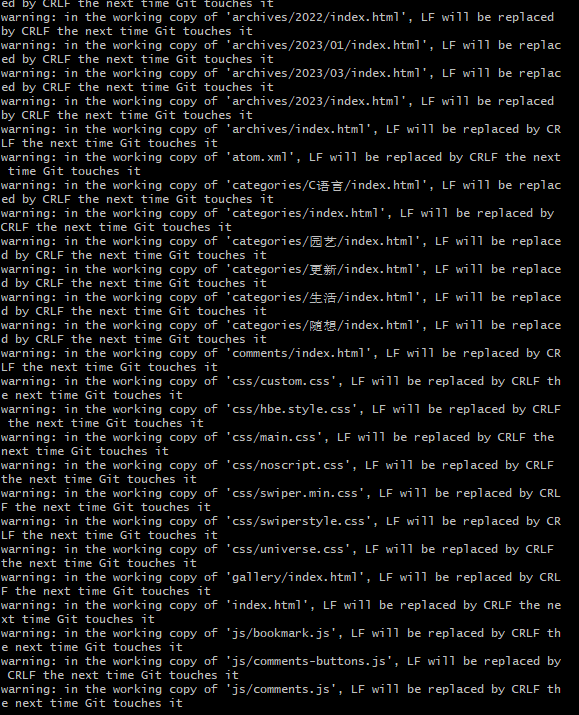 ed by CRLF the next time Git touches it
warning: in the working copy of 'archives/2022/index.html', LF will be replaced
by CRLF the next time Git touches it
warning: in the working copy of 'archives/2023/01/index.html', LF will be replac
ed by CRLF the next time Git touches it
warning: in the working copy of 'archives/2023/03/index.html', LF will be replac
ed by CRLF the next time Git touches it
warning: in the working copy of 'archives/2023/index.html', LF will be replaced
by CRLF the next time Git touches it
warning: in the working copy of 'archives/index.html', LF will be replaced by CR
LF the next time Git touches it
warning: in the working copy of 'atom.xml', LF will be replaced by CRLF the next
 time Git touches it
warning: in the working copy of 'categories/C语言/index.html', LF will be replac
ed by CRLF the next time Git touches it
warning: in the working copy of 'categories/index.html', LF will be replaced by
CRLF the next time Git touches it
warning: in the working copy of 'categories/园艺/index.html', LF will be replace
d by CRLF the next time Git touches it
warning: in the working copy of 'categories/更新/index.html', LF will be replace
d by CRLF the next time Git touches it
warning: in the working copy of 'categories/生活/index.html', LF will be replace
d by CRLF the next time Git touches it
warning: in the working copy of 'categories/随想/index.html', LF will be replace
d by CRLF the next time Git touches it
warning: in the working copy of 'comments/index.html', LF will be replaced by CR
LF the next time Git touches it
warning: in the working copy of 'css/custom.css', LF will be replaced by CRLF th
e next time Git touches it
warning: in the working copy of 'css/hbe.style.css', LF will be replaced by CRLF
 the next time Git touches it
warning: in the working copy of 'css/main.css', LF will be replaced by CRLF the
next time Git touches it
warning: in the working copy of 'css/noscript.css', LF will be replaced by CRLF
the next time Git touches it
warning: in the working copy of 'css/swiper.min.css', LF will be replaced by CRL
F the next time Git touches it
warning: in the working copy of 'css/swiperstyle.css', LF will be replaced by CR
LF the next time Git touches it
warning: in the working copy of 'css/universe.css', LF will be replaced by CRLF
the next time Git touches it
warning: in the working copy of 'gallery/index.html', LF will be replaced by CRL
F the next time Git touches it
warning: in the working copy of 'index.html', LF will be replaced by CRLF the ne
xt time Git touches it
warning: in the working copy of 'js/bookmark.js', LF will be replaced by CRLF th
e next time Git touches it
warning: in the working copy of 'js/comments-buttons.js', LF will be replaced by
 CRLF the next time Git touches it
warning: in the working copy of 'js/comments.js', LF will be replaced by CRLF th
e next time Git touches it